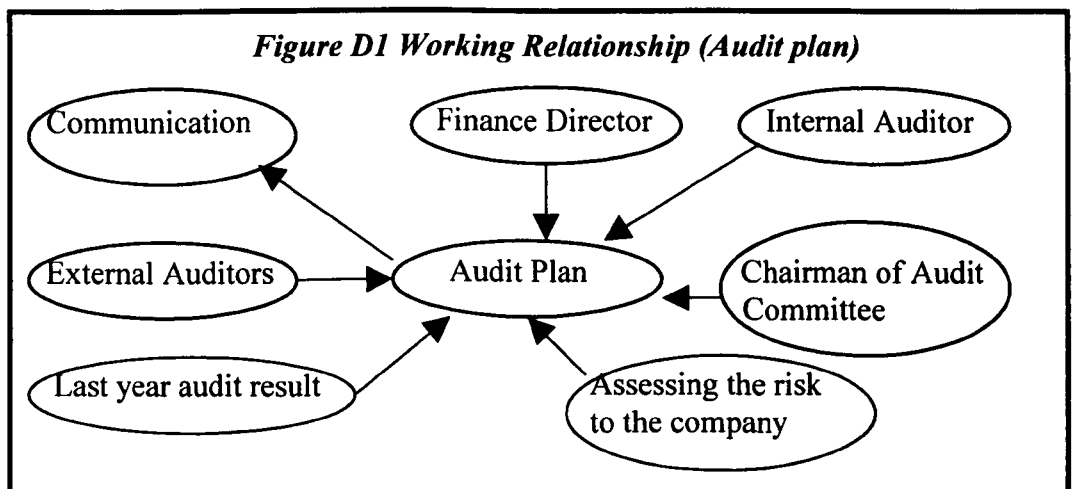 Figure D1 Working Relationship (Audit plan)
Communication
Finance Director
Internal Auditor
External Auditors
Audit Plan
Chairman of Audit
Committee
Last year audit result
Assessing the risk
to the company